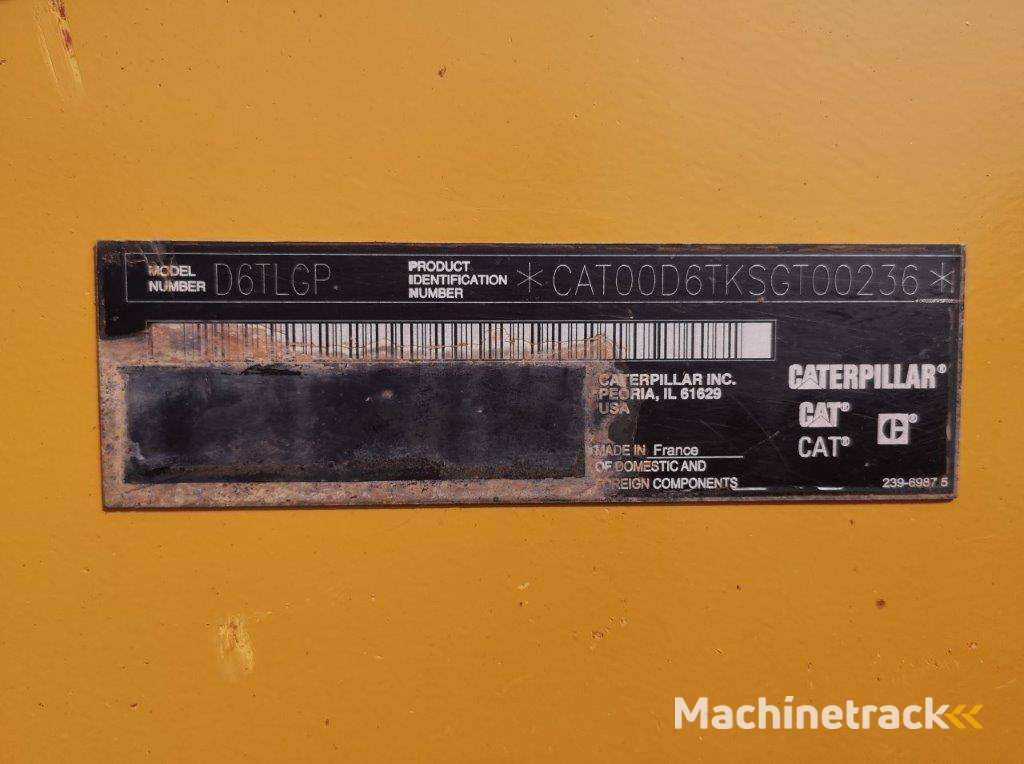 MODEL NUMBER D6TLGP PRODUCT IDENTIFICATION NUMBER *CAT00D6TKSGT00236*
CATERPILLAR INC.
PEORIA, IL 61629
USA
CATERPILLAR®
CAT® C®
CAT®
MADE IN France
OF DOMESTIC AND
FOREIGN COMPONENTS
239-6987 5
Machinetrack